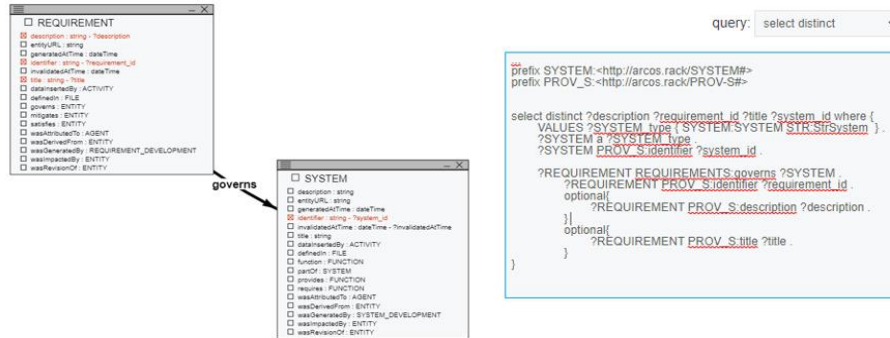 REQUIREMENT
description : string - ?description
entityURL : string
generatedAtTime : dateTime
identifier : string - ?requirement_id
invalidatedAtTime : dateTime
title : string - ?title
dataInsertedBy : ACTIVITY
definedIn : FILE
governs : ENTITY
mitigates : ENTITY
satisfies : ENTITY
wasAttributedTo : AGENT
wasDerivedFrom : ENTITY
wasGeneratedBy : REQUIREMENT_DEVELOPMENT
wasImpactedBy : ENTITY
wasRevisionOf : ENTITY
governs
SYSTEM
description : string
entityURL : string
generatedAtTime : dateTime
identifier : string - ?system_id
invalidatedAtTime : dateTime - ?invalidatedAtTime
title : string
dataInsertedBy : ACTIVITY
definedIn : FILE
function : FUNCTION
partOf : SYSTEM
provides : FUNCTION
requires : FUNCTION
wasAttributedTo : AGENT
wasDerivedFrom : ENTITY
wasGeneratedBy : SYSTEM_DEVELOPMENT
wasImpactedBy : ENTITY
wasRevisionOf : ENTITY
query: select distinct
...
prefix SYSTEM:<http://arcos.rack/SYSTEM#>
prefix PROV_S:<http://arcos.rack/PROV-S#>
select distinct ?description ?requirement_id ?title ?system_id where {
VALUES ?SYSTEM_type { SYSTEM:SYSTEM STR:StrSystem } .
?SYSTEM a ?SYSTEM_type .
?SYSTEM PROV_S:identifier ?system_id .
?REQUIREMENT REQUIREMENTS:governs ?SYSTEM .
?REQUIREMENT PROV_S:identifier ?requirement_id .
optional{
?REQUIREMENT PROV_S:description ?description .
}
optional{
?REQUIREMENT PROV_S:title ?title .
}
}